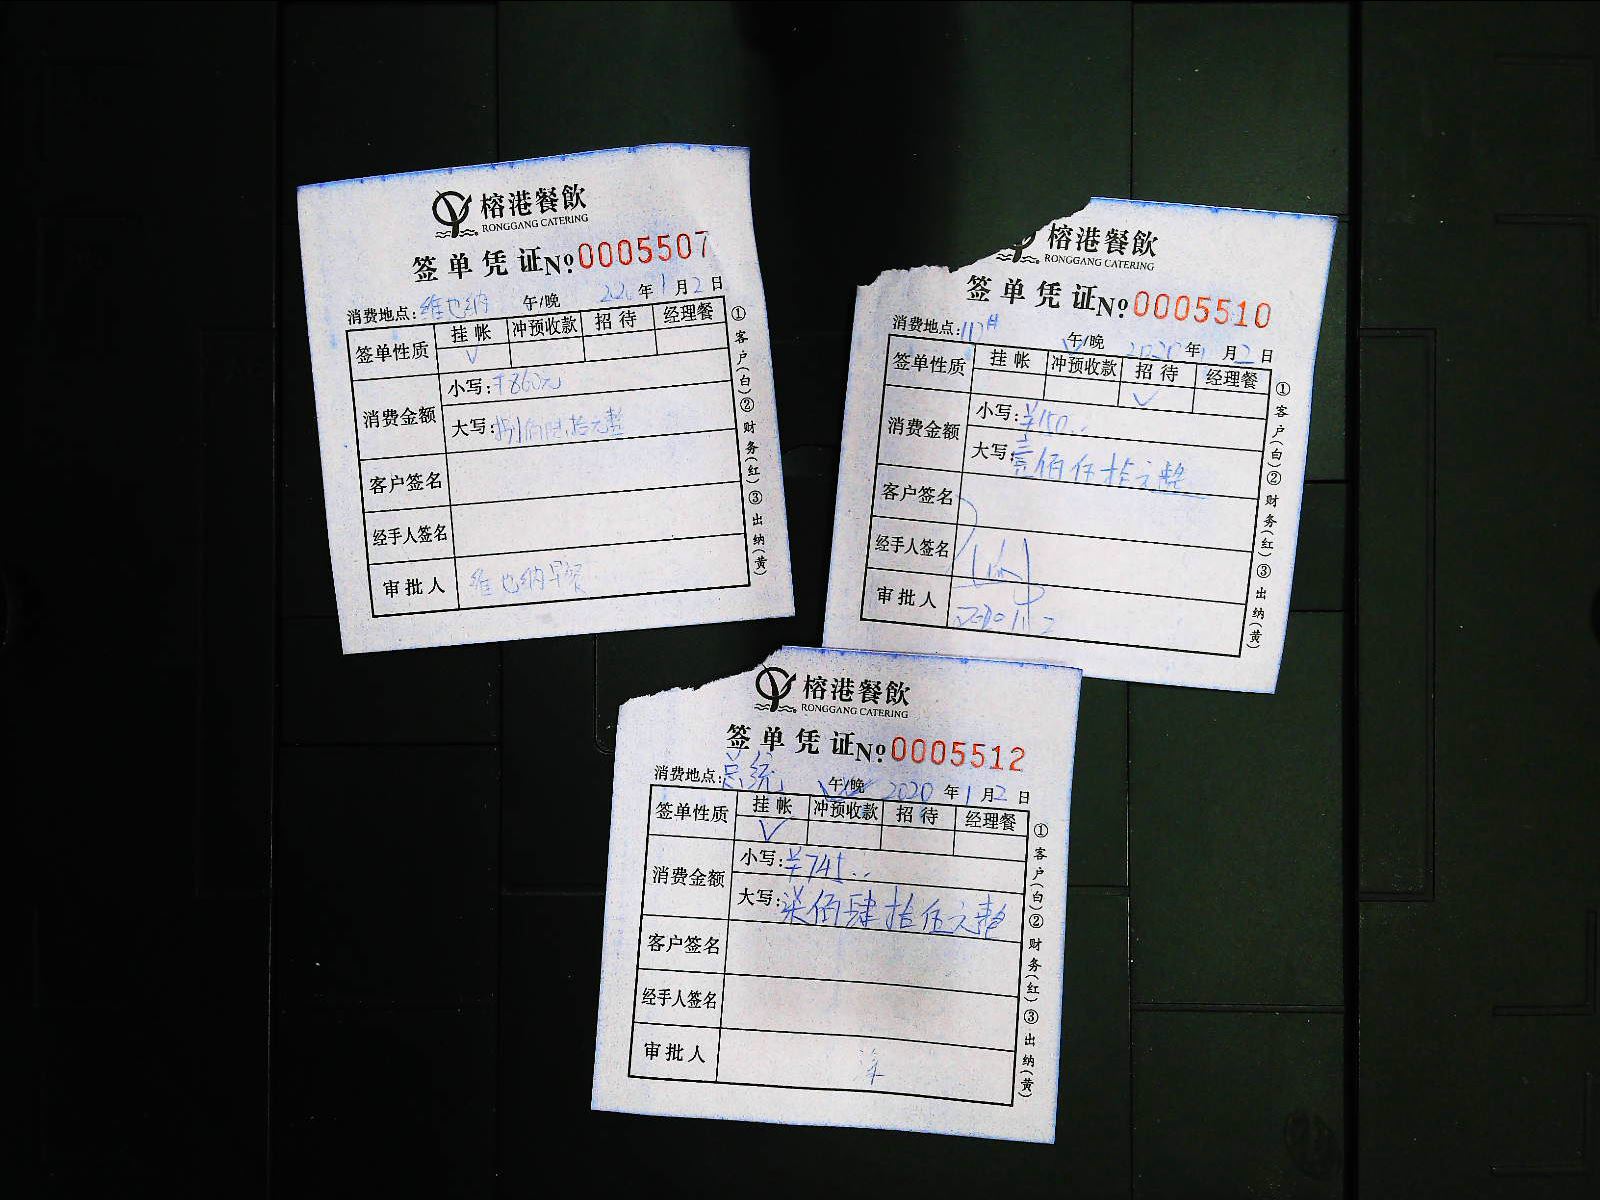 榕港餐飲
RONGGANG CATERING
签单凭证№0005507
消费地点:维也纳 午/晚 年1月2日
签单性质 挂帐 冲预收款 招待 经理餐
√
消费金额 小写:¥860元
大写:捌佰陆拾元整
客户签名
经手人签名
审批人 维也纳早餐
①客户(白)②财务(红)③出纳(黄)
榕港餐飲
RONGGANG CATERING
签单凭证№0005510
消费地点: 午/晚 2020年 月2日
签单性质 挂帐 冲预收款 招待 经理餐
√
消费金额 小写:¥150..
大写:壹佰伍拾元整
客户签名
经手人签名
审批人
①客户(白)②财务(红)③出纳(黄)
榕港餐飲
RONGGANG CATERING
签单凭证№0005512
消费地点:总统 午/晚 2020年1月2日
签单性质 挂帐 冲预收款 招待 经理餐
√
消费金额 小写:¥745..
大写:柒佰肆拾伍元整
客户签名
经手人签名
审批人 涂
①客户(白)②财务(红)③出纳(黄)